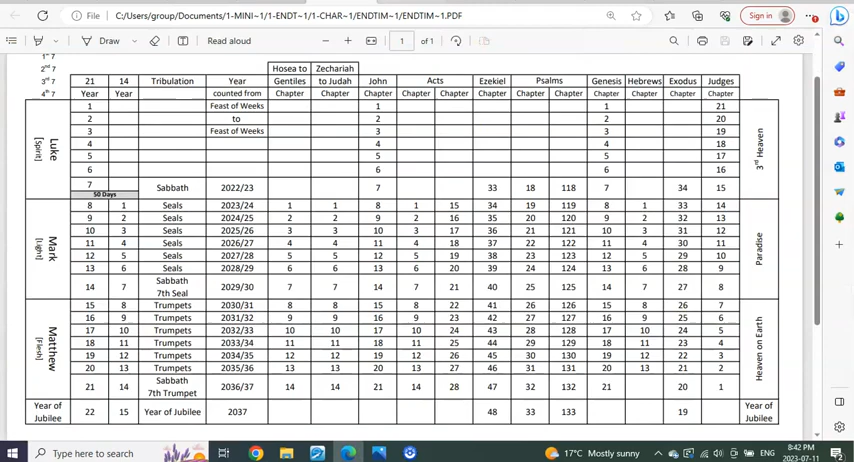 File C:/Users/group/Documents/1-MINI~1/1-ENDT~1/1-CHAR~1/ENDTIM~1/ENDTIM~1.PDF
Sign in
Draw Read aloud 1 of 1
1st 7
2nd 7 Hosea to Zechariah
3rd 7 21 14 Tribulation Year Gentiles to Judah John Acts Ezekiel Psalms Genesis Hebrews Exodus Judges
4th 7 Year Year counted from Chapter Chapter Chapter Chapter Chapter Chapter Chapter Chapter Chapter Chapter Chapter Chapter
Luke
[Spirit]
1 Feast of Weeks 1 1 21
2 to 2 2 20
3 Feast of Weeks 3 3 19
4 4 4 18
5 5 5 17
6 6 6 16
7 Sabbath 2022/23 7 33 18 118 7 34 15
50 Days
3rd Heaven
Mark
[Light]
8 1 Seals 2023/24 1 1 8 1 15 34 19 119 8 1 33 14
9 2 Seals 2024/25 2 2 9 2 16 35 20 120 9 2 32 13
10 3 Seals 2025/26 3 3 10 3 17 36 21 121 10 3 31 12
11 4 Seals 2026/27 4 4 11 4 18 37 22 122 11 4 30 11
12 5 Seals 2027/28 5 5 12 5 19 38 23 123 12 5 29 10
13 6 Seals 2028/29 6 6 13 6 20 39 24 124 13 6 28 9
14 7 Sabbath 2029/30 7 7 14 7 21 40 25 125 14 7 27 8
7th Seal
Paradise
Matthew
[Flesh]
15 8 Trumpets 2030/31 8 8 15 8 22 41 26 126 15 8 26 7
16 9 Trumpets 2031/32 9 9 16 9 23 42 27 127 16 9 25 6
17 10 Trumpets 2032/33 10 10 17 10 24 43 28 128 17 10 24 5
18 11 Trumpets 2033/34 11 11 18 11 25 44 29 129 18 11 23 4
19 12 Trumpets 2034/35 12 12 19 12 26 45 30 130 19 12 22 3
20 13 Trumpets 2035/36 13 13 20 13 27 46 31 131 20 13 21 2
21 14 Sabbath 2036/37 14 14 21 14 28 47 32 132 21 20 1
7th Trumpet
Heaven on Earth
Year of Jubilee 22 15 Year of Jubilee 2037 48 33 133 19 Year of Jubilee
Type here to search 17°C Mostly sunny ENG 8:42 PM
2023-07-11